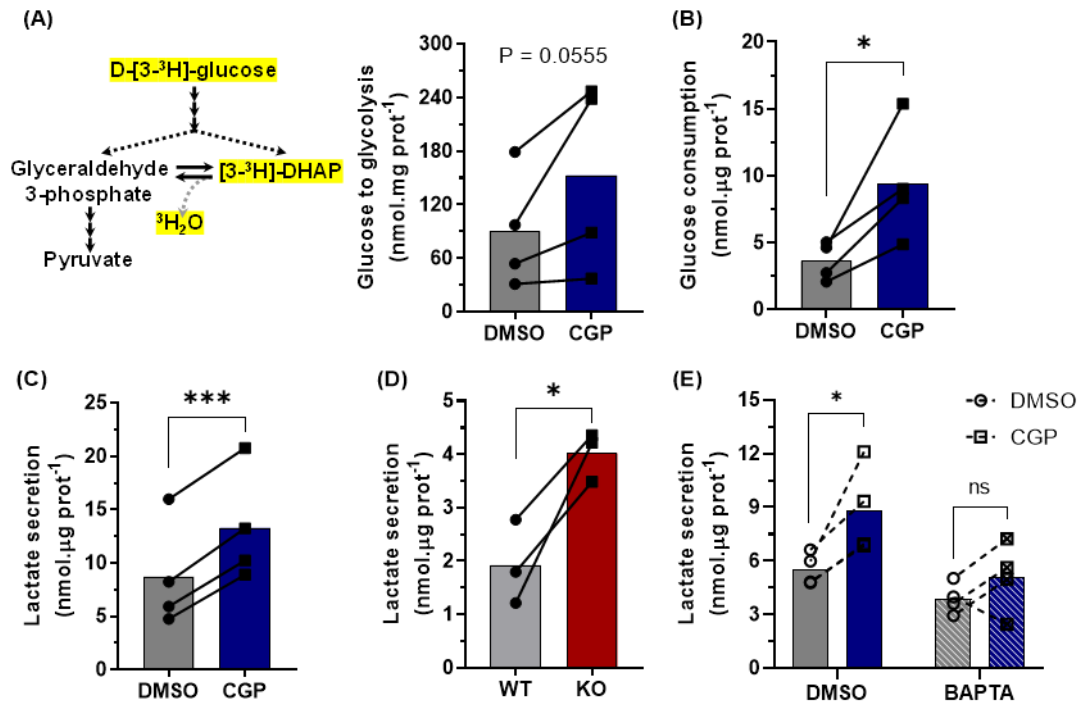 (A)
D-[3-³H]-glucose
Glyceraldehyde
3-phosphate
[3-³H]-DHAP
³H₂O
Pyruvate
Glucose to glycolysis
(nmol.mg prot⁻¹)
300
240
180
120
60
0
P = 0.0555
DMSO CGP
(B)
Glucose consumption
(nmol.µg prot⁻¹)
20
15
10
5
0
*
DMSO CGP
(C)
Lactate secretion
(nmol.µg prot⁻¹)
25
20
15
10
5
0
***
DMSO CGP
(D)
Lactate secretion
(nmol.µg prot⁻¹)
5
4
3
2
1
0
*
WT KO
(E)
Lactate secretion
(nmol.µg prot⁻¹)
15
12
9
6
3
0
*
ns
DMSO
CGP
DMSO BAPTA